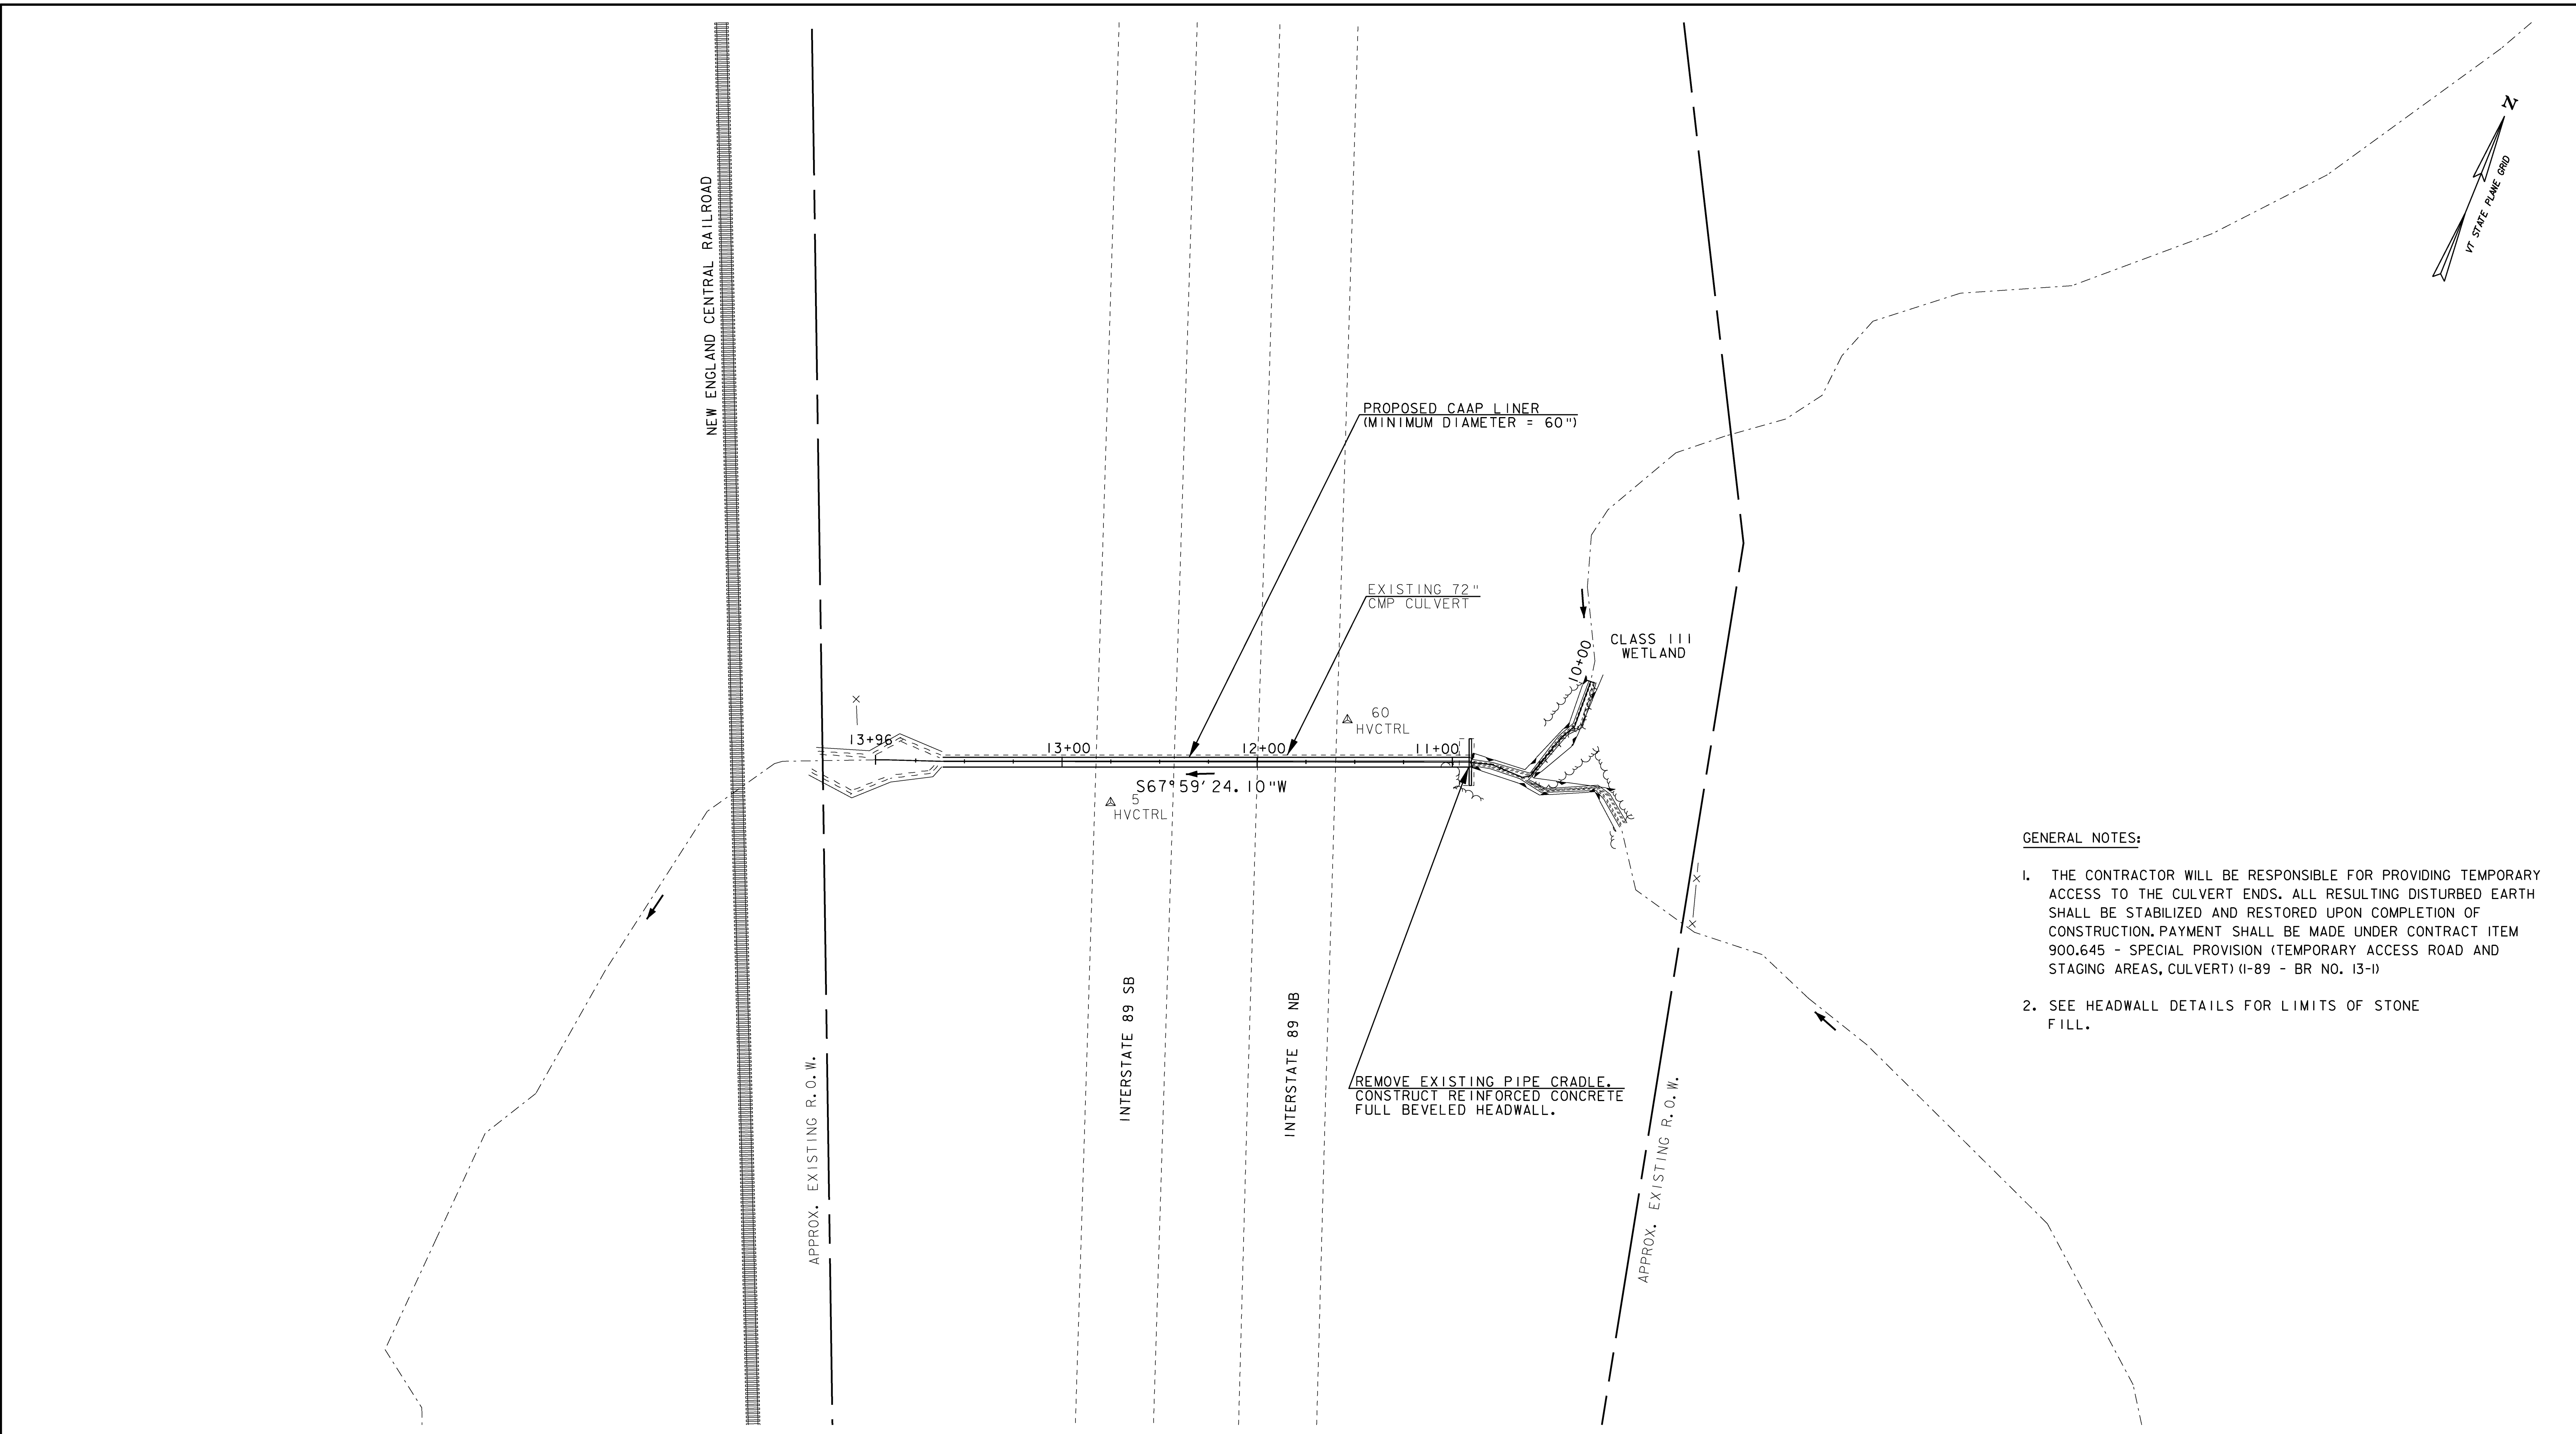 NEW ENGLAND CENTRAL RAILROAD
N
VT STATE PLANE GRID
PROPOSED CAAP LINER
(MINIMUM DIAMETER = 60")
EXISTING 72"
CMP CULVERT
CLASS III
WETLAND
10+00
60
HVCTRL
13+96
13+00
12+00
11+00
S67°59'24.10"W
5
HVCTRL
GENERAL NOTES:
1. THE CONTRACTOR WILL BE RESPONSIBLE FOR PROVIDING TEMPORARY
ACCESS TO THE CULVERT ENDS. ALL RESULTING DISTURBED EARTH
SHALL BE STABILIZED AND RESTORED UPON COMPLETION OF
CONSTRUCTION. PAYMENT SHALL BE MADE UNDER CONTRACT ITEM
900.645 - SPECIAL PROVISION (TEMPORARY ACCESS ROAD AND
STAGING AREAS, CULVERT) (I-89 - BR NO. 13-1)
2. SEE HEADWALL DETAILS FOR LIMITS OF STONE
FILL.
INTERSTATE 89 SB
INTERSTATE 89 NB
APPROX. EXISTING R.O.W.
REMOVE EXISTING PIPE CRADLE.
CONSTRUCT REINFORCED CONCRETE
FULL BEVELED HEADWALL.
APPROX. EXISTING R.O.W.